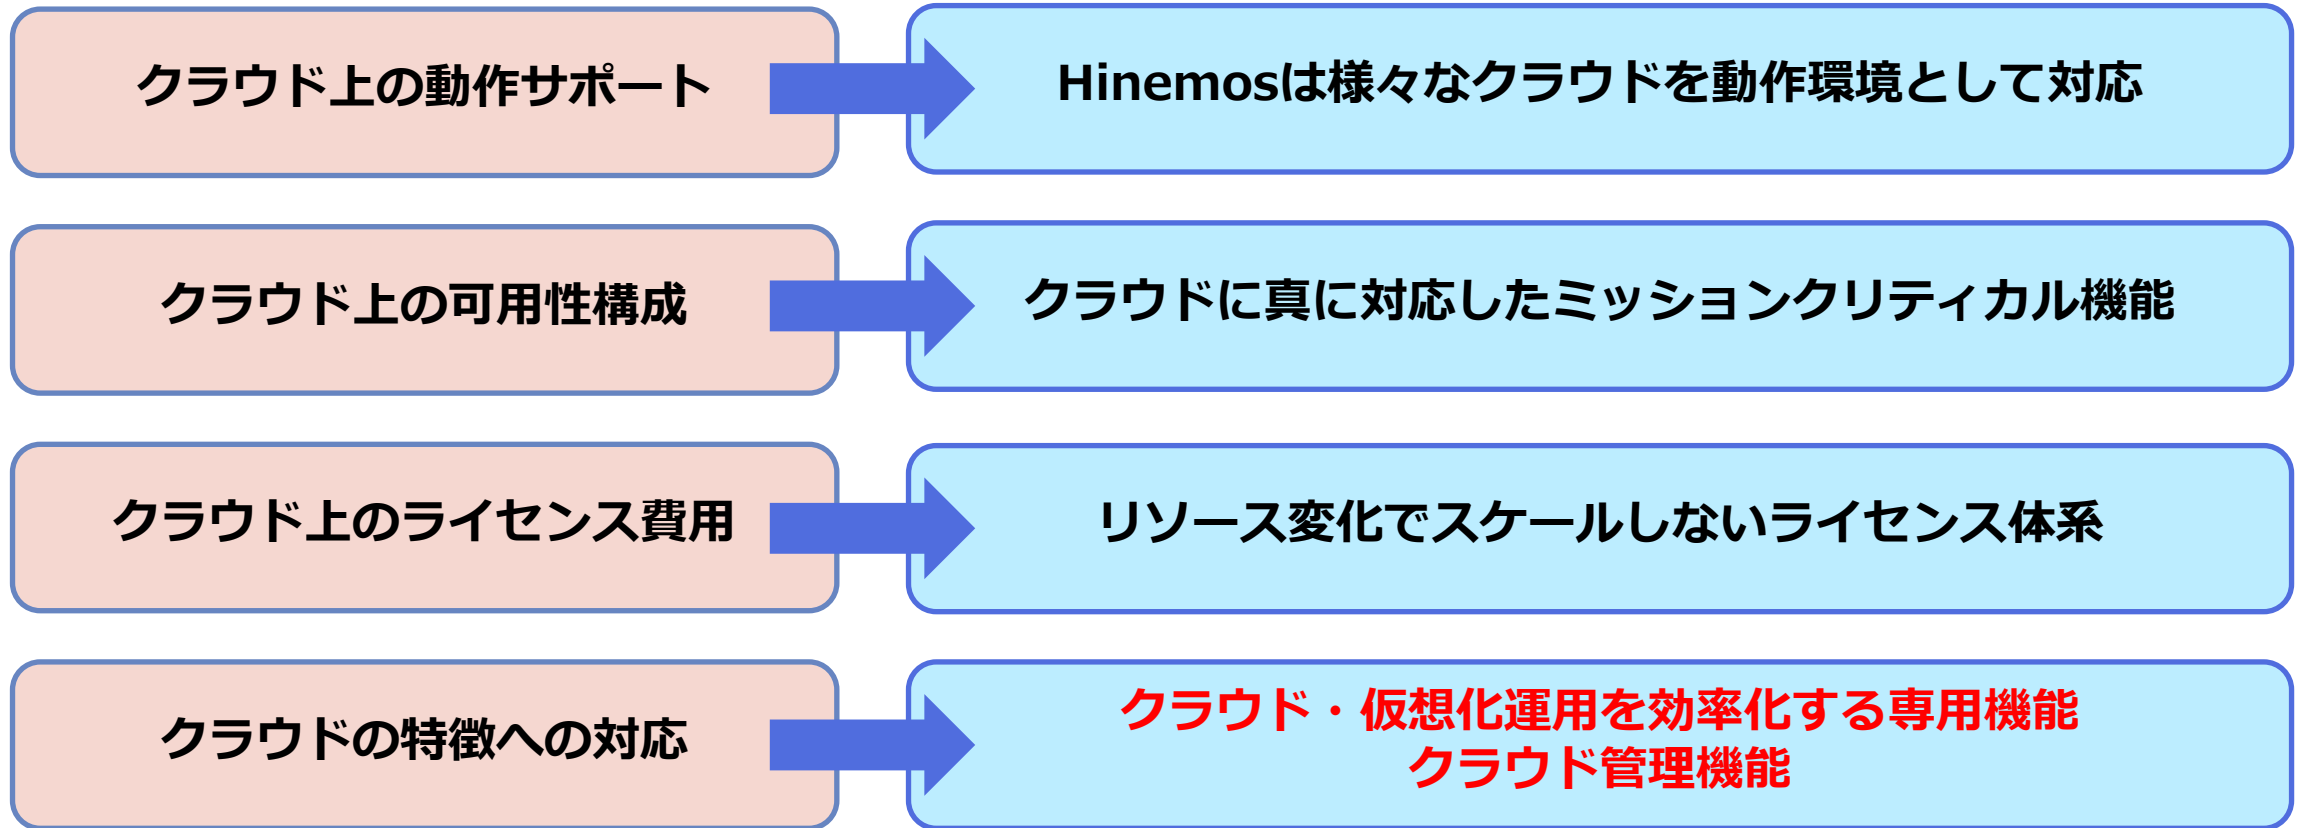 クラウド上の動作サポート
Hinemosは様々なクラウドを動作環境として対応
クラウド上の可用性構成
クラウドに真に対応したミッションクリティカル機能
クラウド上のライセンス費用
リソース変化でスケールしないライセンス体系
クラウドの特徴への対応
クラウド・仮想化運用を効率化する専用機能
クラウド管理機能